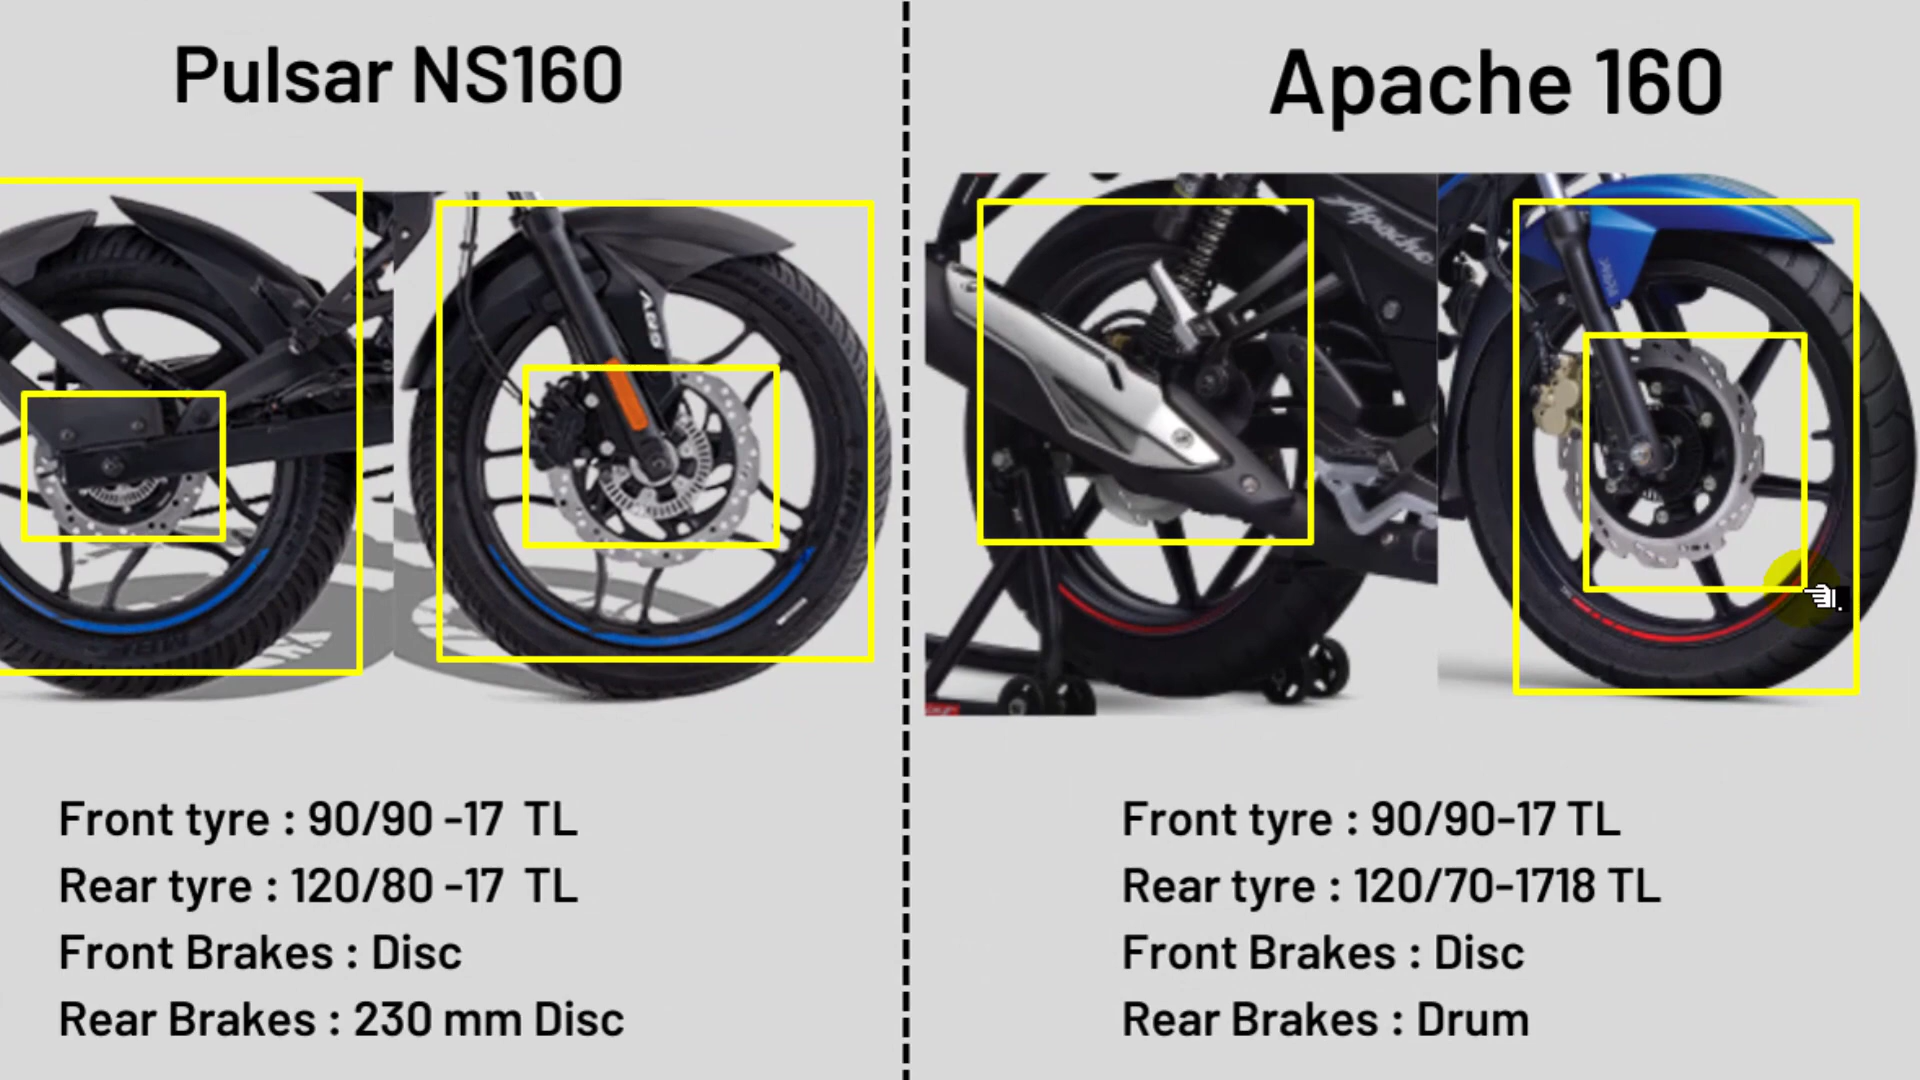 Pulsar NS160
Apache 160
ABS
Apache
Front tyre : 90/90 -17 TL
Rear tyre : 120/80 -17 TL
Front Brakes : Disc
Rear Brakes : 230 mm Disc
Front tyre : 90/90-17 TL
Rear tyre : 120/70-1718 TL
Front Brakes : Disc
Rear Brakes : Drum